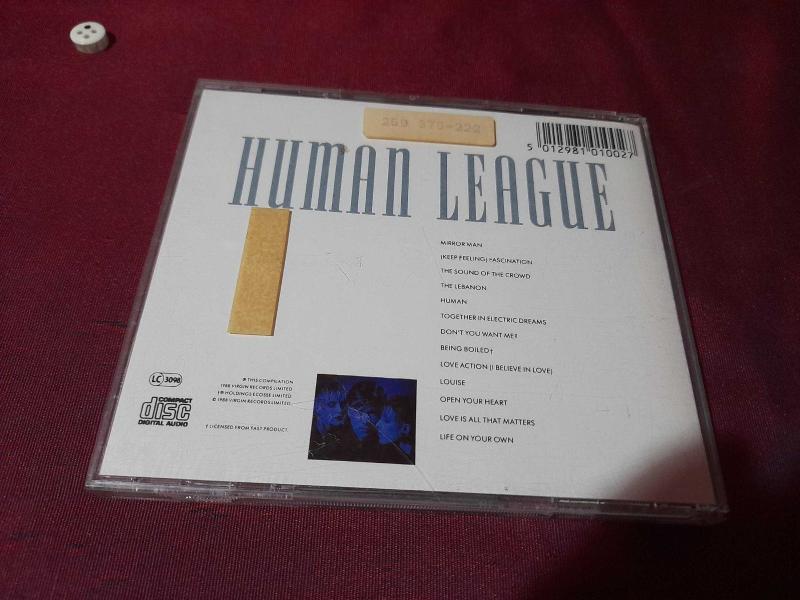 260 370-222
5 012981 010027
HUMAN LEAGUE
MIRROR MAN
(KEEP FEELING) FASCINATION
THE SOUND OF THE CROWD
THE LEBANON
HUMAN
TOGETHER IN ELECTRIC DREAMS
DON'T YOU WANT ME?
BEING BOILED†
LOVE ACTION (I BELIEVE IN LOVE)
LOUISE
OPEN YOUR HEART
LOVE IS ALL THAT MATTERS
LIFE ON YOUR OWN
LC 3098
COMPACT
disc
DIGITAL AUDIO
℗ THIS COMPILATION
1988 VIRGIN RECORDS LIMITED
† ℗ HOLDINGS ECOSSE LIMITED
© 1988 VIRGIN RECORDS LIMITED.
† LICENSED FROM FAST PRODUCT.